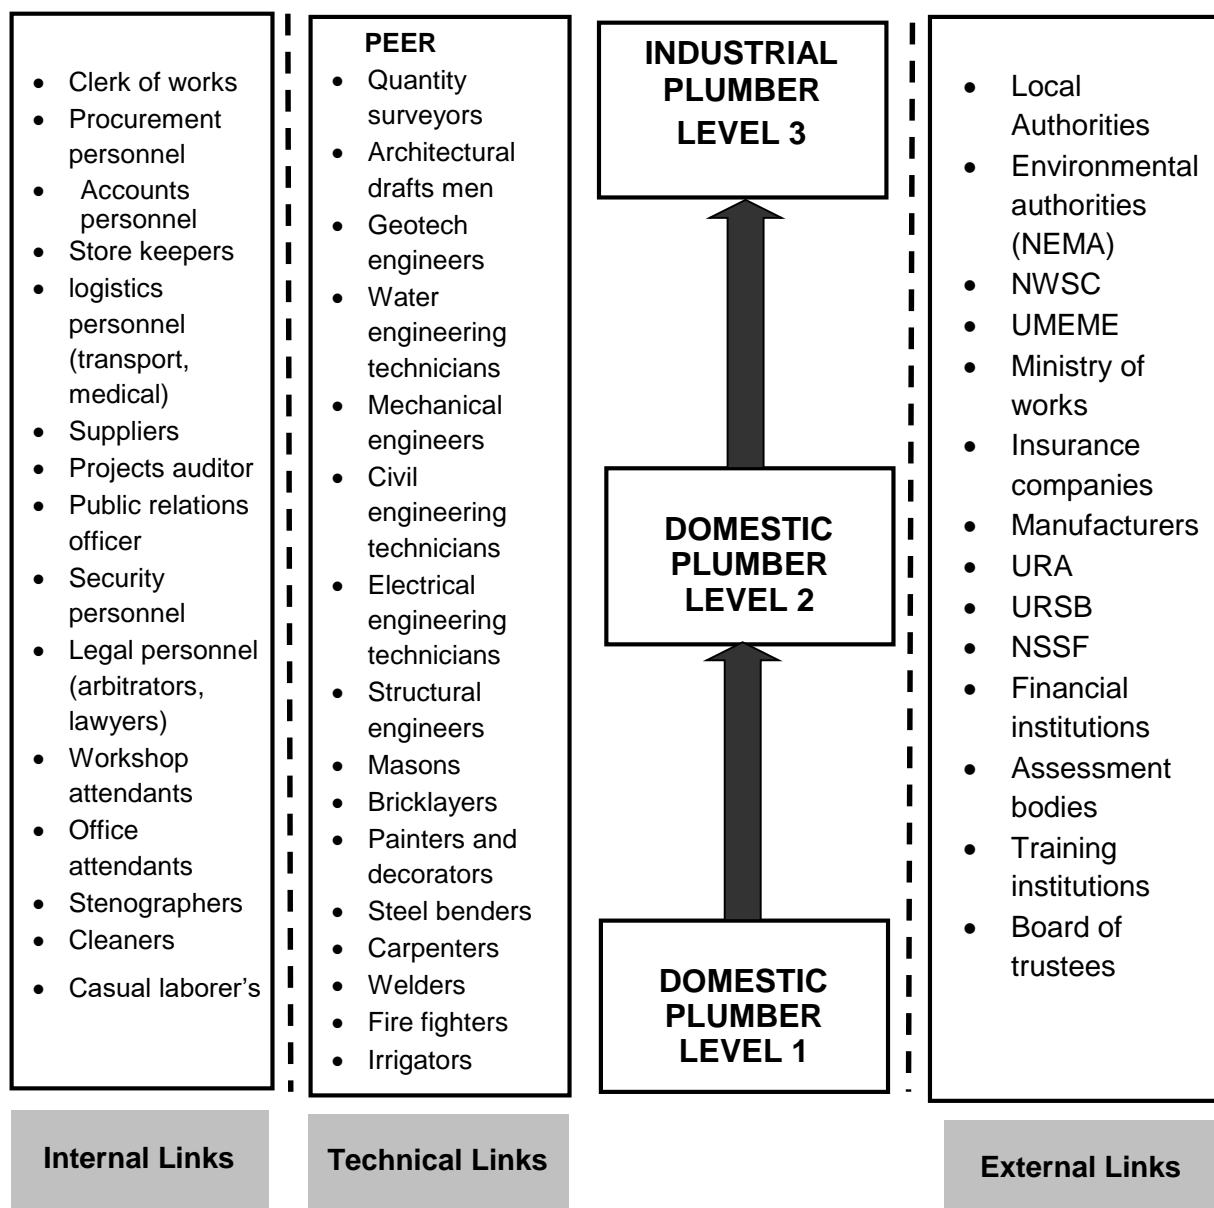 • Clerk of works
• Procurement
personnel
• Accounts
personnel
• Store keepers
• logistics
personnel
(transport,
medical)
• Suppliers
• Projects auditor
• Public relations
officer
• Security
personnel
• Legal personnel
(arbitrators,
lawyers)
• Workshop
attendants
• Office
attendants
• Stenographers
• Cleaners
• Casual laborer's
Internal Links
PEER
• Quantity
surveyors
• Architectural
drafts men
• Geotech
engineers
• Water
engineering
technicians
• Mechanical
engineers
• Civil
engineering
technicians
• Electrical
engineering
technicians
• Structural
engineers
• Masons
• Bricklayers
• Painters and
decorators
• Steel benders
• Carpenters
• Welders
• Fire fighters
• Irrigators
Technical Links
INDUSTRIAL
PLUMBER
LEVEL 3
DOMESTIC
PLUMBER
LEVEL 2
DOMESTIC
PLUMBER
LEVEL 1
• Local
Authorities
• Environmental
authorities
(NEMA)
• NWSC
• UMEME
• Ministry of
works
• Insurance
companies
• Manufacturers
• URA
• URSB
• NSSF
• Financial
institutions
• Assessment
bodies
• Training
institutions
• Board of
trustees
External Links